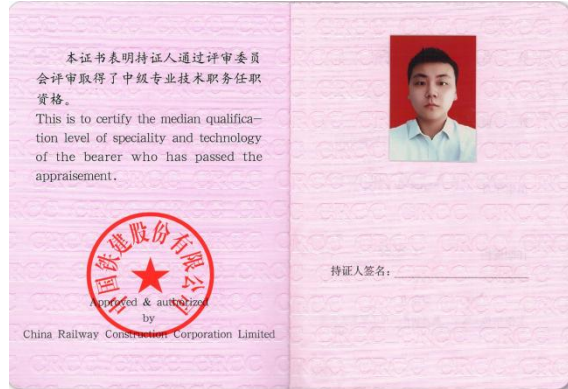 本证书表明持证人通过评审委员
会评审取得了中级专业技术职务任职
资格。
This is to certify the median qualifica-
tion level of speciality and technology
of the bearer who has passed the
appraisement.
中国铁建股份有限公司
Approved & authorized
by
China Railway Construction Corporation Limited
持证人签名: